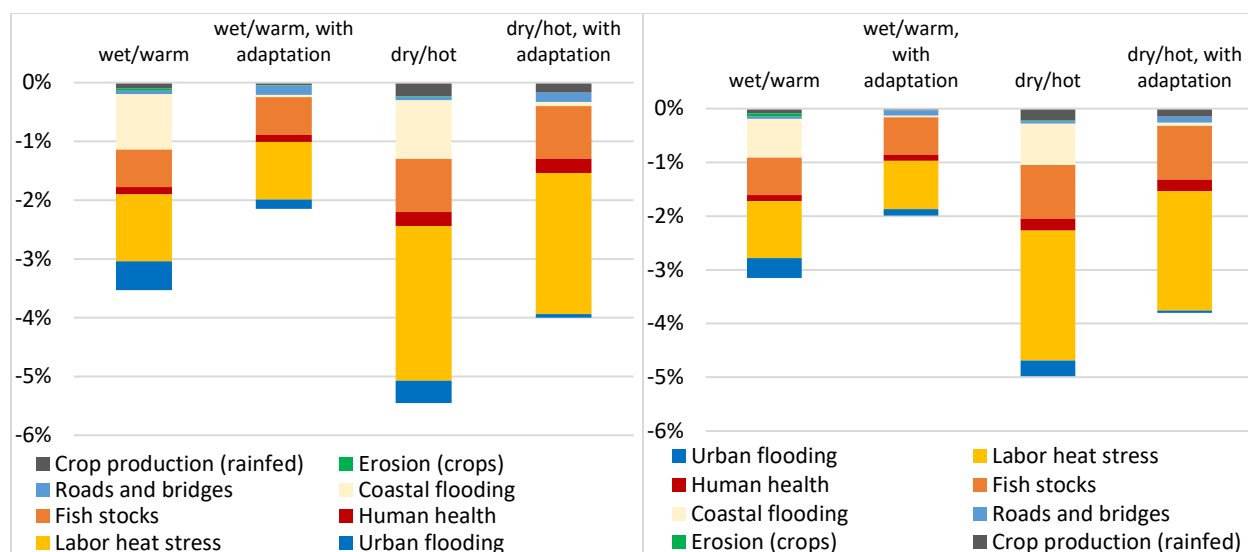 wet/warm
wet/warm, with
adaptation
dry/hot
dry/hot, with
adaptation
0%
-1%
-2%
-3%
-4%
-5%
-6%
Crop production (rainfed)
Erosion (crops)
Roads and bridges
Coastal flooding
Fish stocks
Human health
Labor heat stress
Urban flooding
wet/warm
wet/warm,
with
adaptation
dry/hot
dry/hot, with
adaptation
0%
-1%
-2%
-3%
-4%
-5%
-6%
Urban flooding
Labor heat stress
Human health
Fish stocks
Coastal flooding
Roads and bridges
Erosion (crops)
Crop production (rainfed)